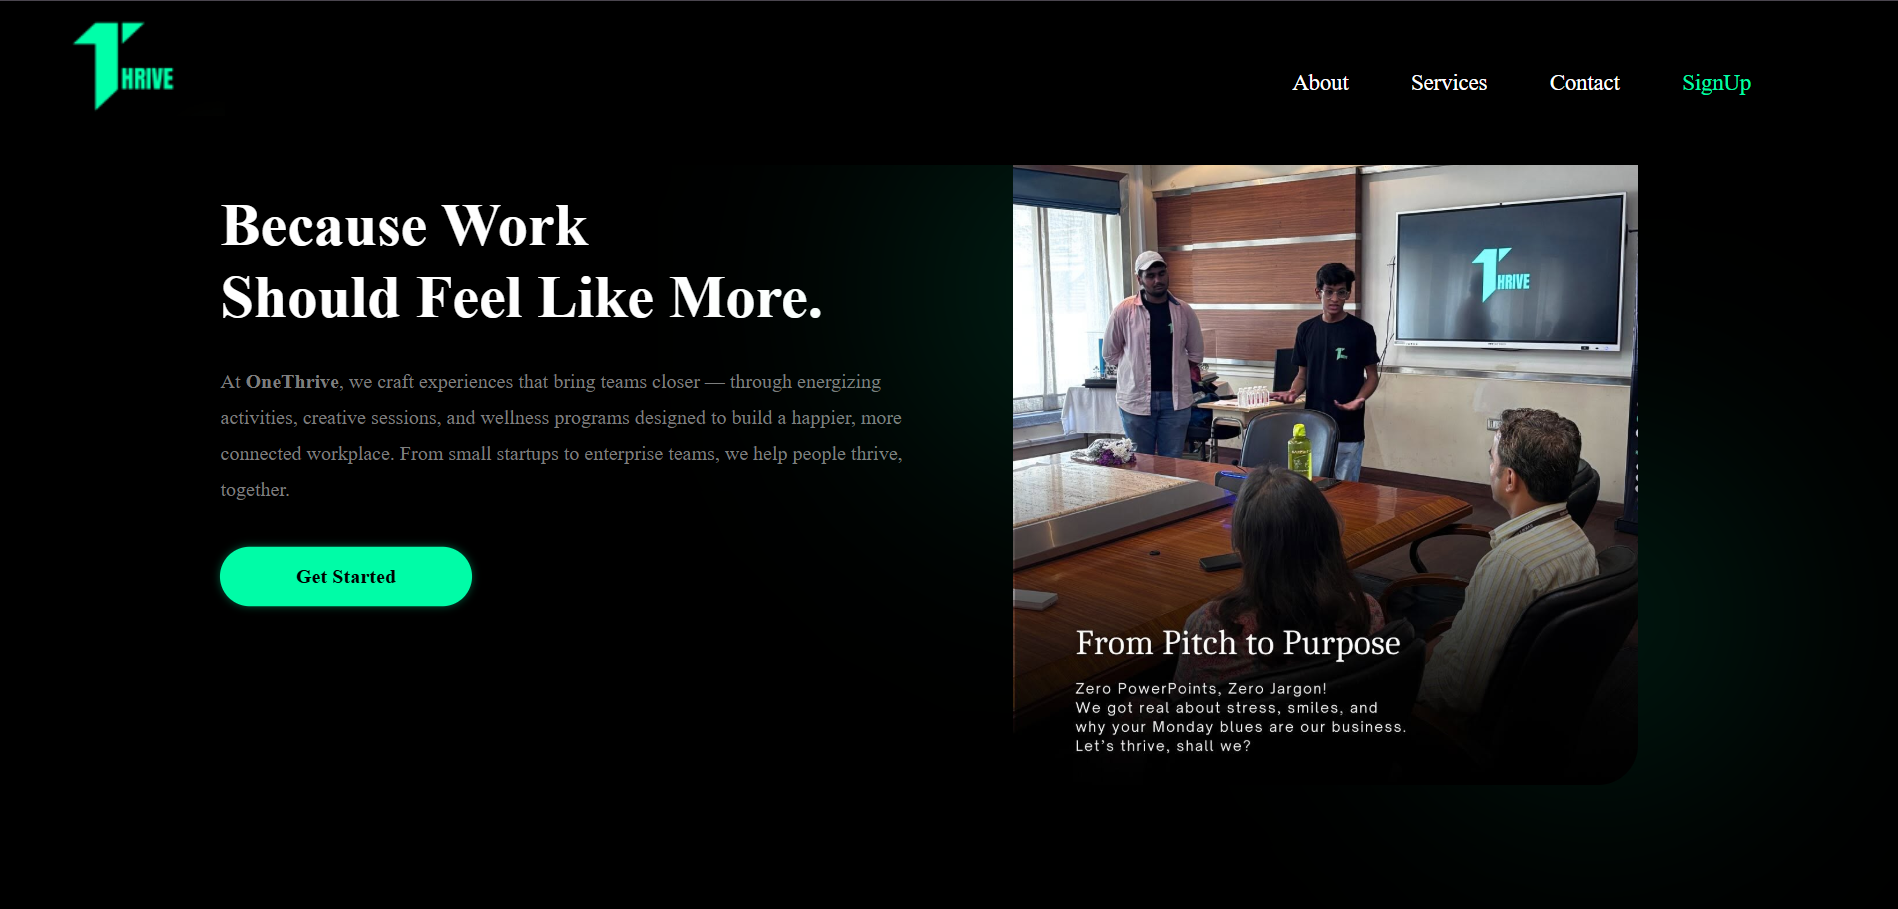 THRIVE
About Services Contact SignUp
Because Work
Should Feel Like More.
At OneThrive, we craft experiences that bring teams closer — through energizing
activities, creative sessions, and wellness programs designed to build a happier, more
connected workplace. From small startups to enterprise teams, we help people thrive,
together.
Get Started
THRIVE
From Pitch to Purpose
Zero PowerPoints, Zero Jargon!
We got real about stress, smiles, and
why your Monday blues are our business.
Let’s thrive, shall we?